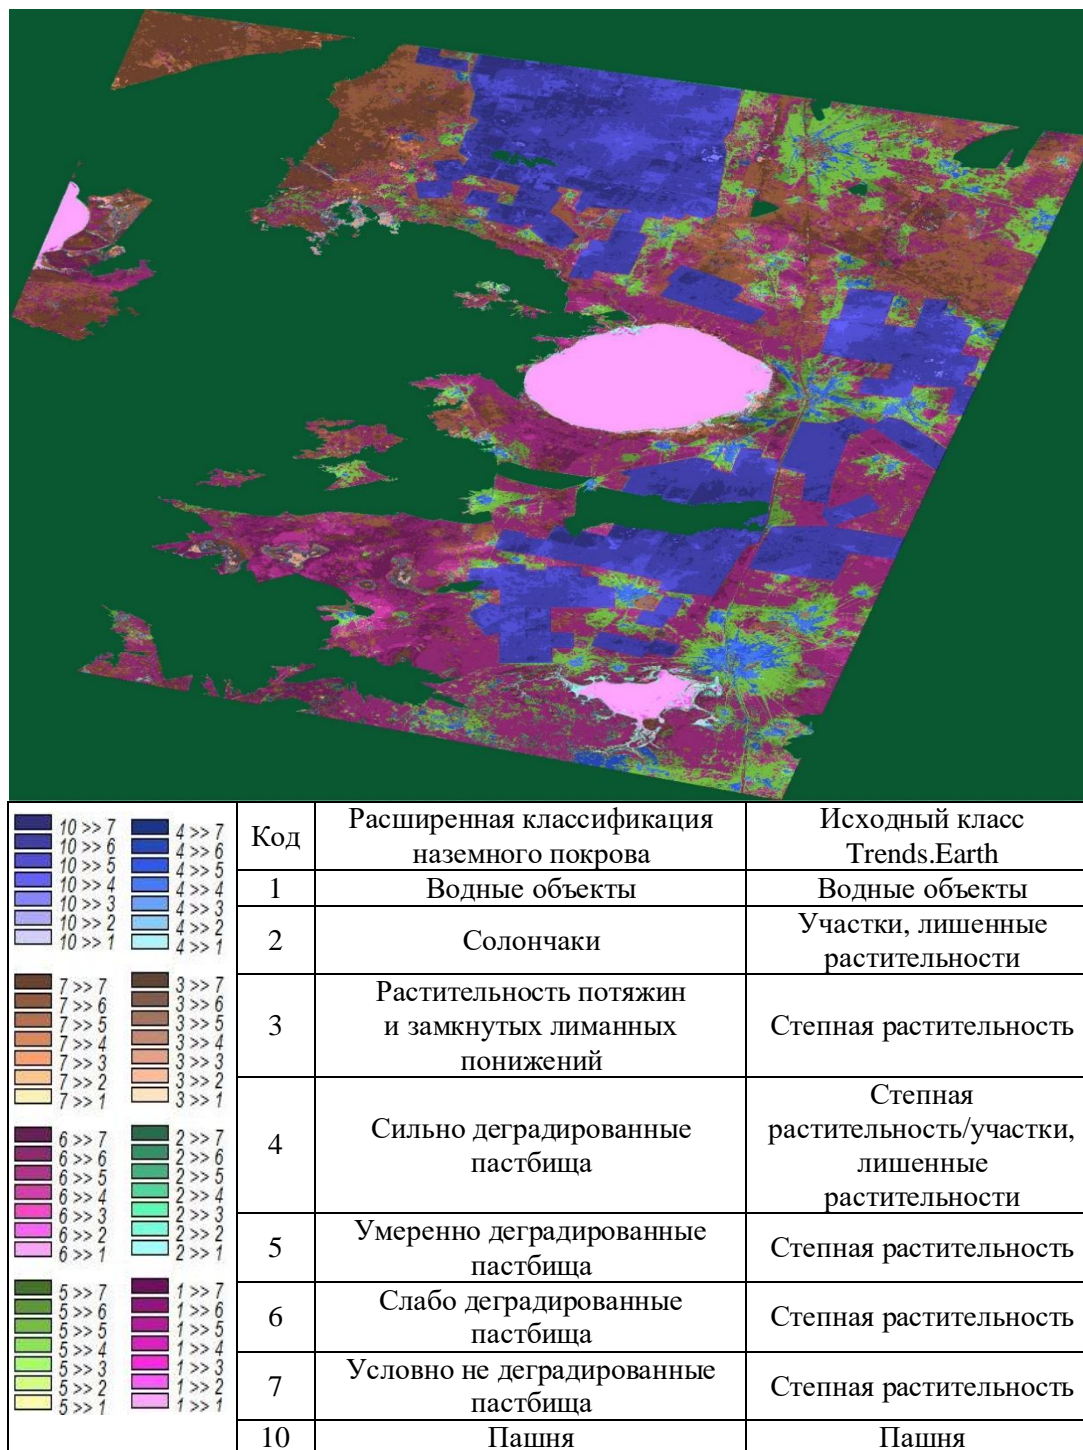 10 >> 7
10 >> 6
10 >> 5
10 >> 4
10 >> 3
10 >> 2
10 >> 1
4 >> 7
4 >> 6
4 >> 5
4 >> 4
4 >> 3
4 >> 2
4 >> 1
7 >> 7
7 >> 6
7 >> 5
7 >> 4
7 >> 3
7 >> 2
7 >> 1
3 >> 7
3 >> 6
3 >> 5
3 >> 4
3 >> 3
3 >> 2
3 >> 1
6 >> 7
6 >> 6
6 >> 5
6 >> 4
6 >> 3
6 >> 2
6 >> 1
2 >> 7
2 >> 6
2 >> 5
2 >> 4
2 >> 3
2 >> 2
2 >> 1
5 >> 7
5 >> 6
5 >> 5
5 >> 4
5 >> 3
5 >> 2
5 >> 1
1 >> 7
1 >> 6
1 >> 5
1 >> 4
1 >> 3
1 >> 2
1 >> 1
Код
Расширенная классификация
наземного покрова
Исходный класс
Trends.Earth
1
Водные объекты
Водные объекты
2
Солончаки
Участки, лишенные
растительности
3
Растительность потяжин
и замкнутых лиманных
понижений
Степная растительность
4
Сильно деградированные
пастбища
Степная
растительность/участки,
лишенные
растительности
5
Умеренно деградированные
пастбища
Степная растительность
6
Слабо деградированные
пастбища
Степная растительность
7
Условно не деградированные
пастбища
Степная растительность
10
Пашня
Пашня